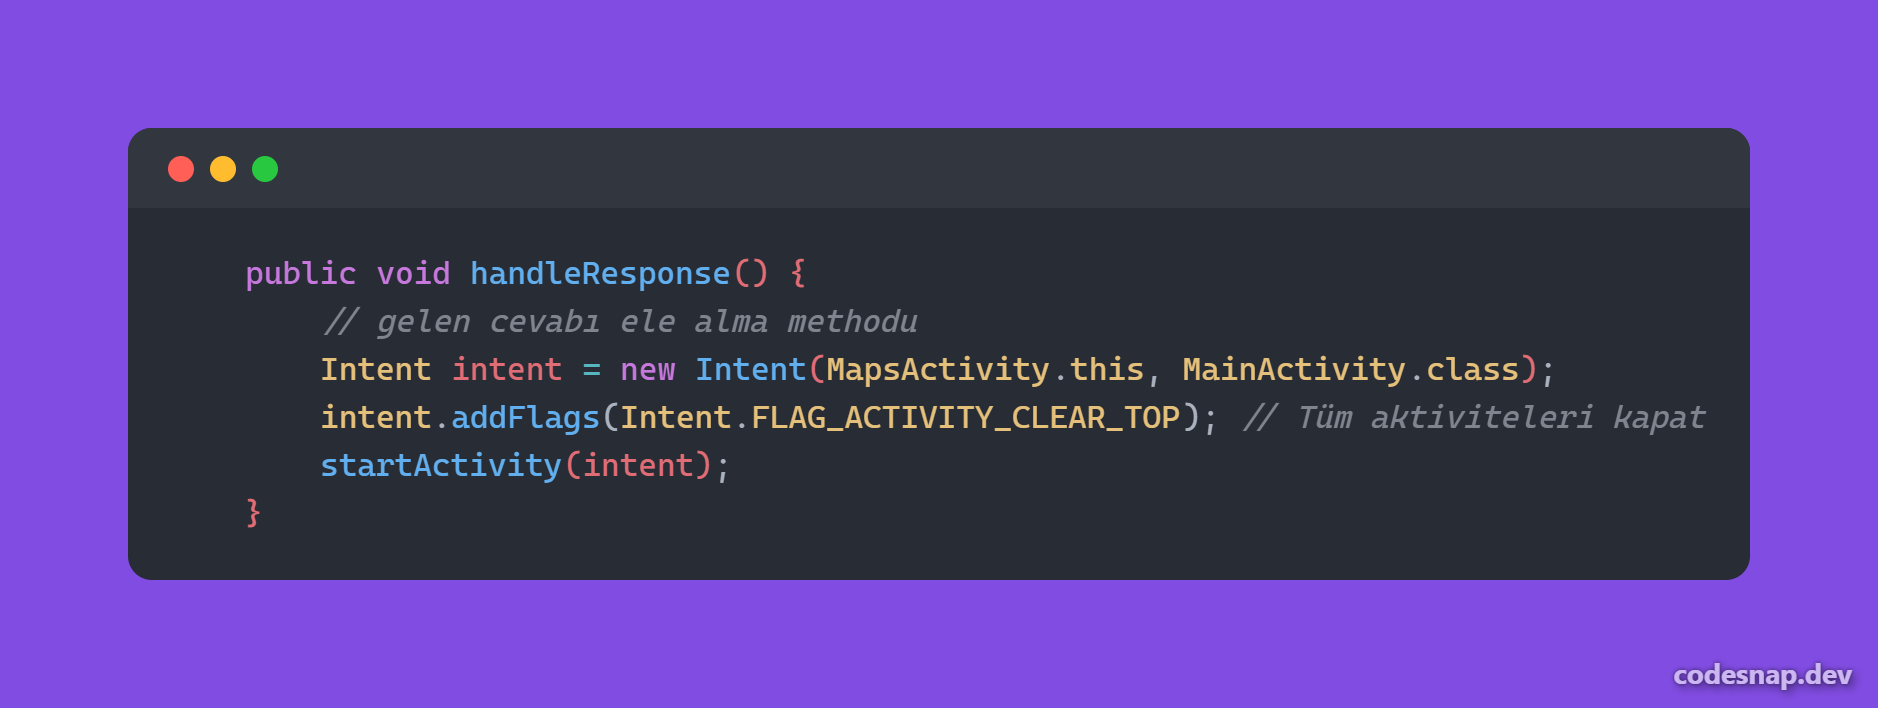 public void handleResponse() {
// gelen cevabı ele alma methodu
Intent intent = new Intent(MapsActivity.this, MainActivity.class);
intent.addFlags(Intent.FLAG_ACTIVITY_CLEAR_TOP); // Tüm aktiviteleri kapat
startActivity(intent);
}
codesnap.dev